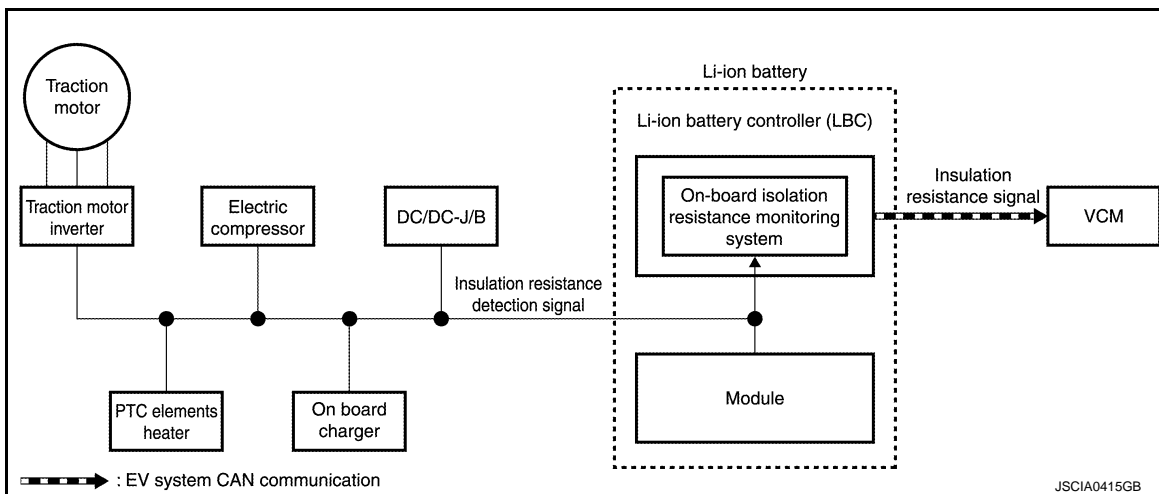 Traction
motor
Traction motor
inverter
Electric
compressor
DC/DC-J/B
Insulation resistance
detection signal
PTC elements
heater
On board
charger
Li-ion battery
Li-ion battery controller (LBC)
On-board isolation
resistance monitoring
system
Module
Insulation
resistance signal
VCM
: EV system CAN communication
JSCIA0415GB